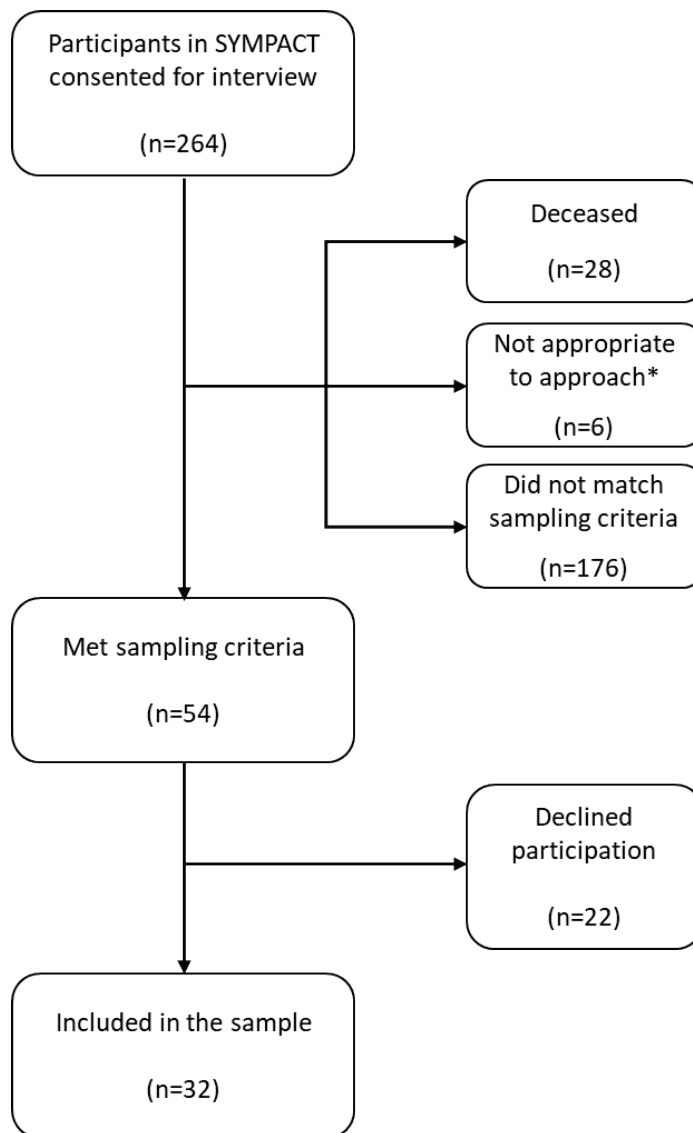 Participants in SYMPACT
consented for interview
(n=264)
Deceased
(n=28)
Not appropriate
to approach*
(n=6)
Did not match
sampling criteria
(n=176)
Met sampling criteria
(n=54)
Declined
participation
(n=22)
Included in the sample
(n=32)